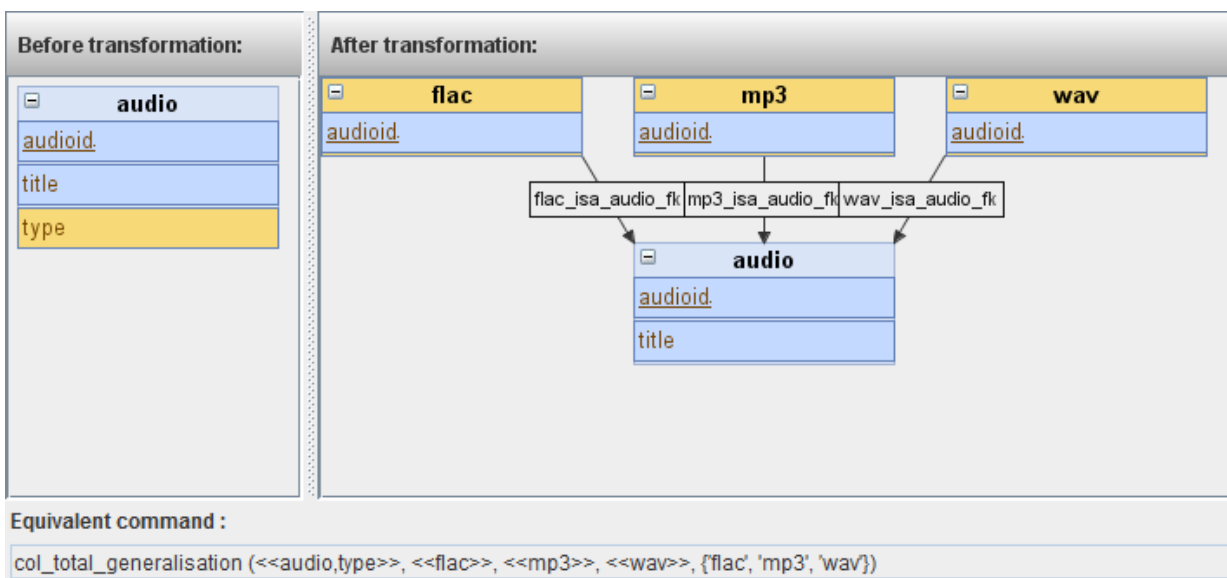 Before transformation:
After transformation:
audio
audioid
title
type
flac
audioid
mp3
audioid
wav
audioid
flac_isa_audio_fk
mp3_isa_audio_fk
wav_isa_audio_fk
audio
audioid
title
Equivalent command :
col_total_generalisation (<<audio,type>>, <<flac>>, <<mp3>>, <<wav>>, {'flac', 'mp3', 'wav'})